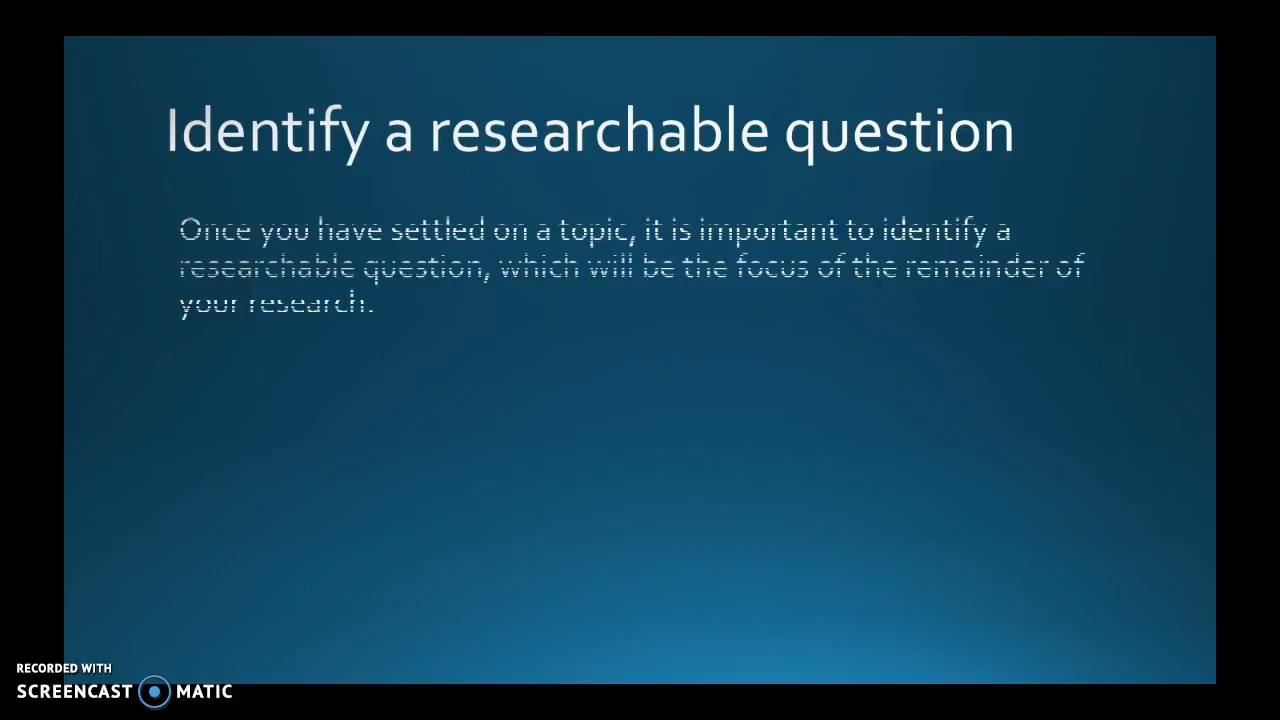 Identify a researchable question
Once you have settled on a topic, it is important to identify a
researchable question, which will be the focus of the remainder of
your research.
RECORDED WITH
SCREENCAST MATIC